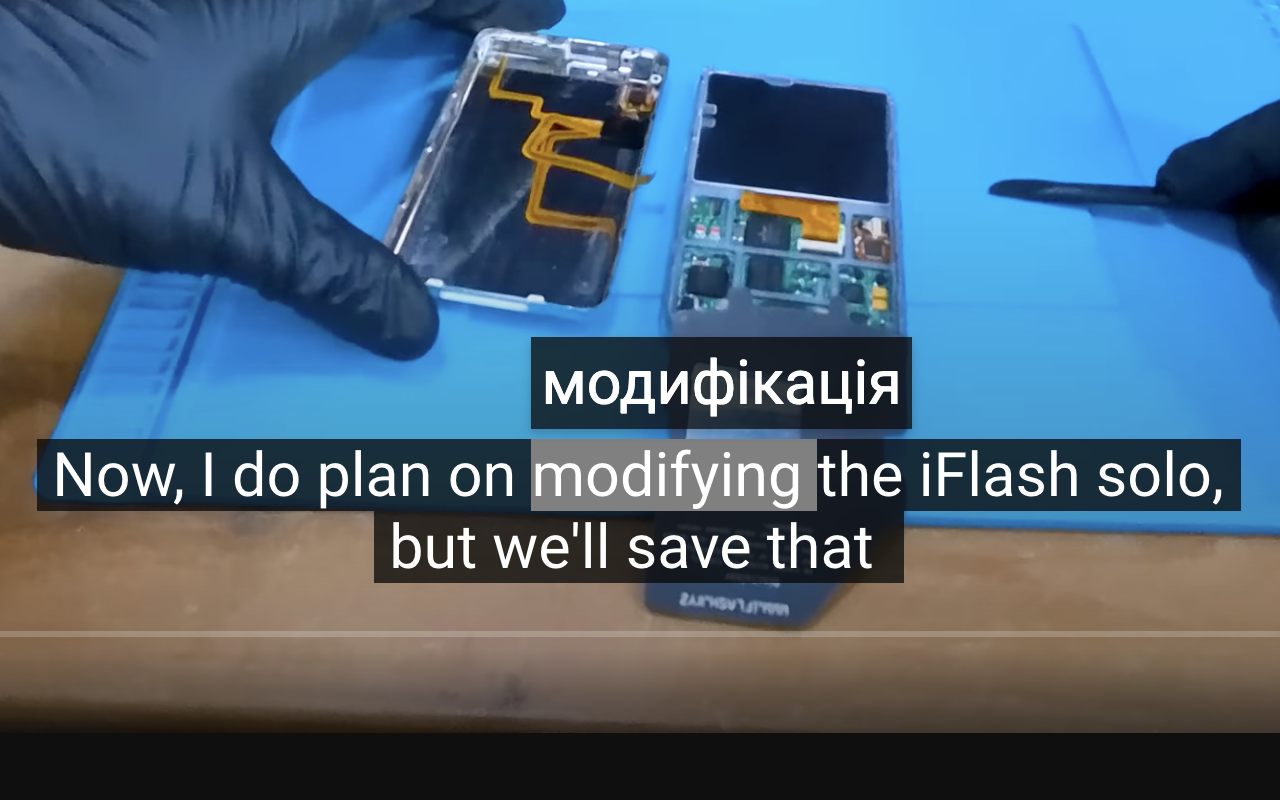 модифікація
Now, I do plan on modifying the iFlash solo,
but we'll save that